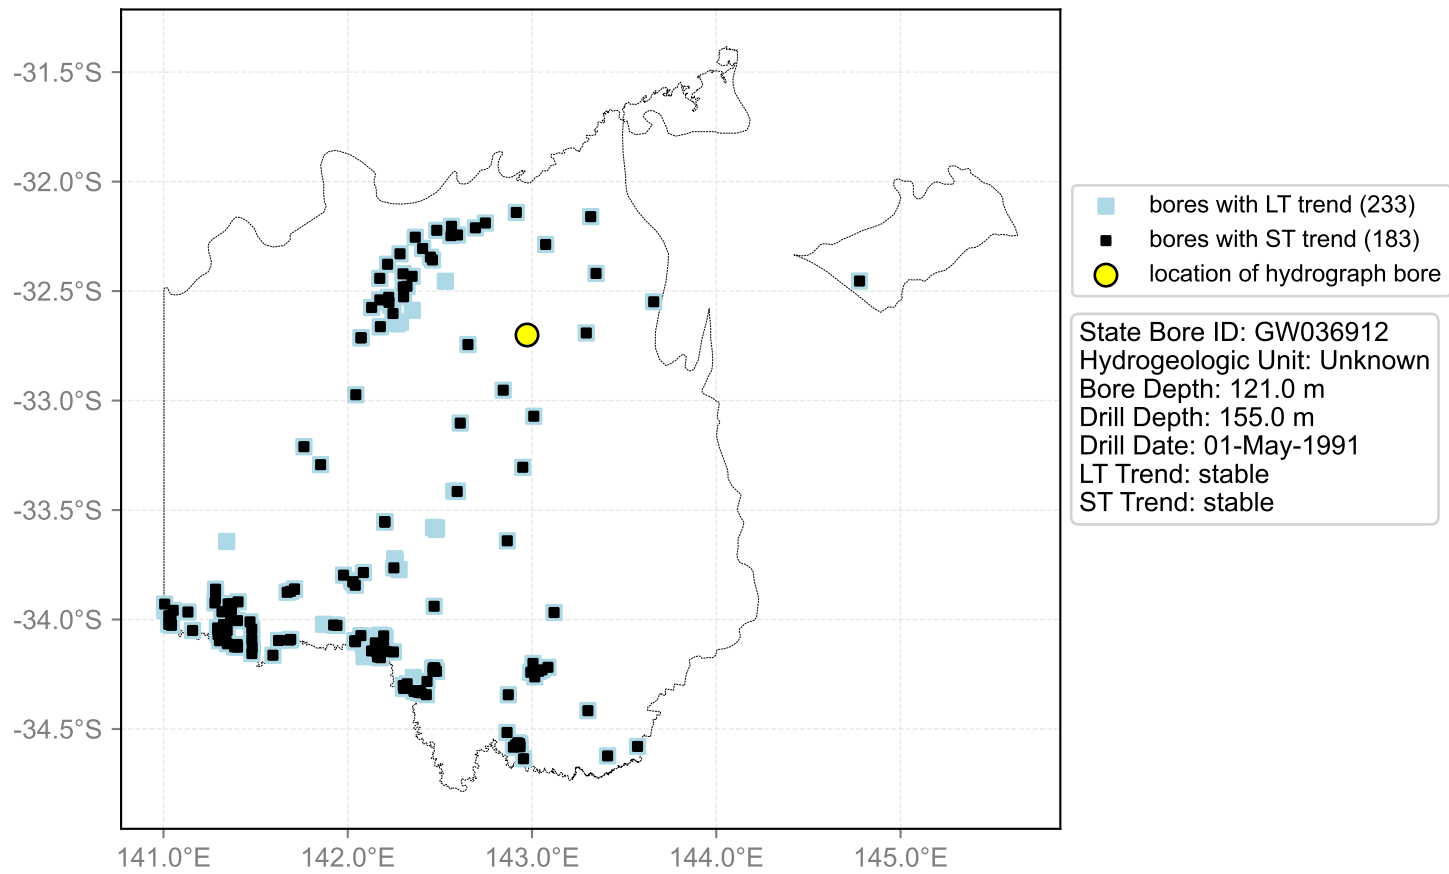 -31.5°S
-32.0°S
-32.5°S
-33.0°S
-33.5°S
-34.0°S
-34.5°S
141.0°E
142.0°E
143.0°E
144.0°E
145.0°E
bores with LT trend (233)
bores with ST trend (183)
location of hydrograph bore
State Bore ID: GW036912
Hydrogeologic Unit: Unknown
Bore Depth: 121.0 m
Drill Depth: 155.0 m
Drill Date: 01-May-1991
LT Trend: stable
ST Trend: stable